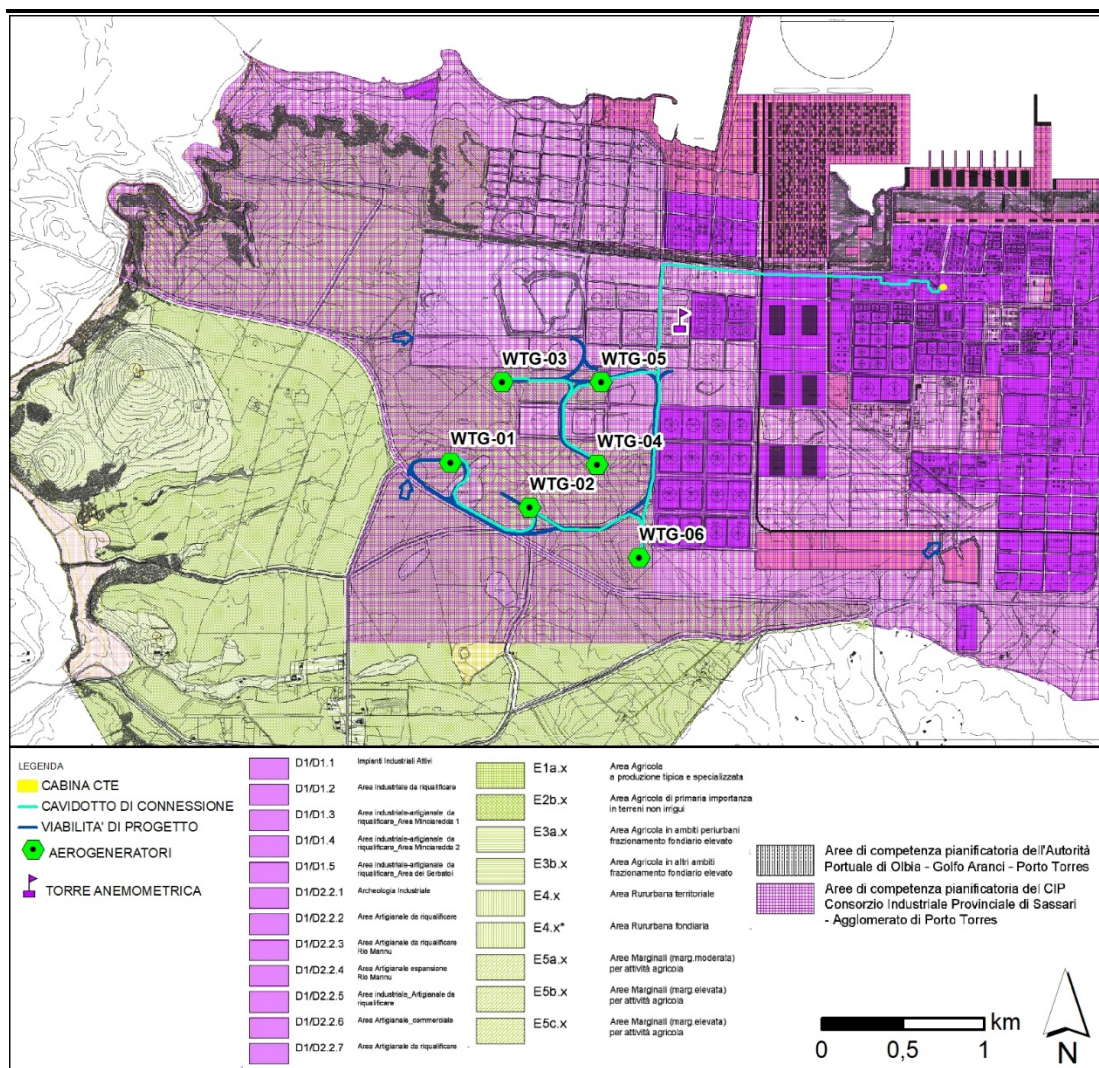 WTG-03
WTG-05
WTG-01
WTG-04
WTG-02
WTG-06
LEGENDA
CABINA CTE
CAVIDOTTO DI CONNESSIONE
VIABILITA' DI PROGETTO
AEROGENERATORI
TORRE ANEMOMETRICA
D1/D1.1 Impianti Industriali Attivi
D1/D1.2 Area Industriale da riqualificare
D1/D1.3 Area industriale-artigianale da
riqualificare_Area Minciaredda 1
D1/D1.4 Area industriale-artigianale da
riqualificare_Area Minciaredda 2
D1/D1.5 Area Industriale-artigianale da
riqualificare_Area dei Serbatoi
D1/D2.2.1 Archeologia Industriale
D1/D2.2.2 Area Artigianale da riqualificare
D1/D2.2.3 Area Artigianale da riqualificare
Rio Mannu
D1/D2.2.4 Area Artigianale espansione
Rio Mannu
D1/D2.2.5 Area industriale_Artigianale da
riqualificare
D1/D2.2.6 Area Artigianale_commerciale
D1/D2.2.7 Area Artigianale da riqualificare
E1a.x Area Agricola
a produzione tipica e specializzata
E2b.x Area Agricola di primaria importanza
in terreni non irrigui
E3a.x Area Agricola in ambiti periurbani
frazionamento fondiario elevato
E3b.x Area Agricola in altri ambiti
frazionamento fondiario elevato
E4.x Area Rururbana territoriale
E4.x* Area Rururbana fondiaria
E5a.x Aree Marginali (marg.moderata)
per attività agricola
E5b.x Aree Marginali (marg.elevata)
per attività agricola
E5c.x Aree Marginali (marg.elevata)
per attività agricola
Aree di competenza pianificatoria dell'Autorità
Portuale di Olbia - Golfo Aranci - Porto Torres
Aree di competenza pianificatoria del CIP
Consorzio Industriale Provinciale di Sassari
- Agglomerato di Porto Torres
km
0 0,5 1
N